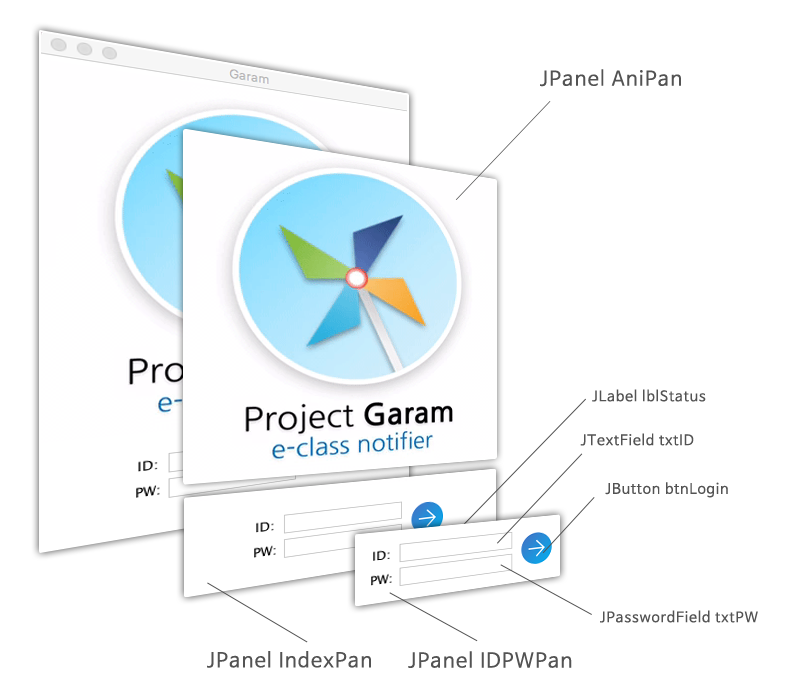 Garam
JPanel AniPan
Pro
e-
ID:
PW:
Project Garam
e-class notifier
JLabel lblStatus
JTextField txtID
JButton btnLogin
ID:
PW:
ID:
PW:
JPasswordField txtPW
JPanel IndexPan
JPanel IDPWPan